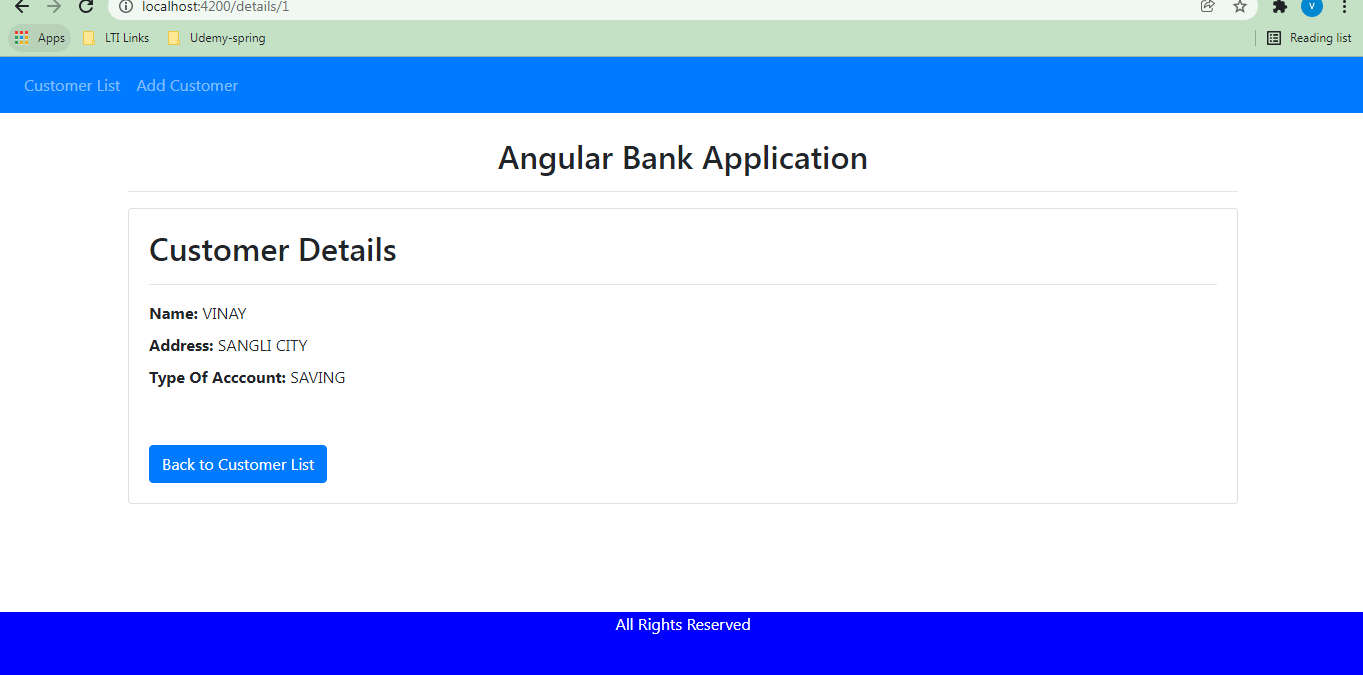 localhost:4200/details/1
Apps LTI Links Udemy-spring Reading list
Customer List Add Customer
Angular Bank Application
Customer Details
Name: VINAY
Address: SANGLI CITY
Type Of Acccount: SAVING
Back to Customer List
All Rights Reserved